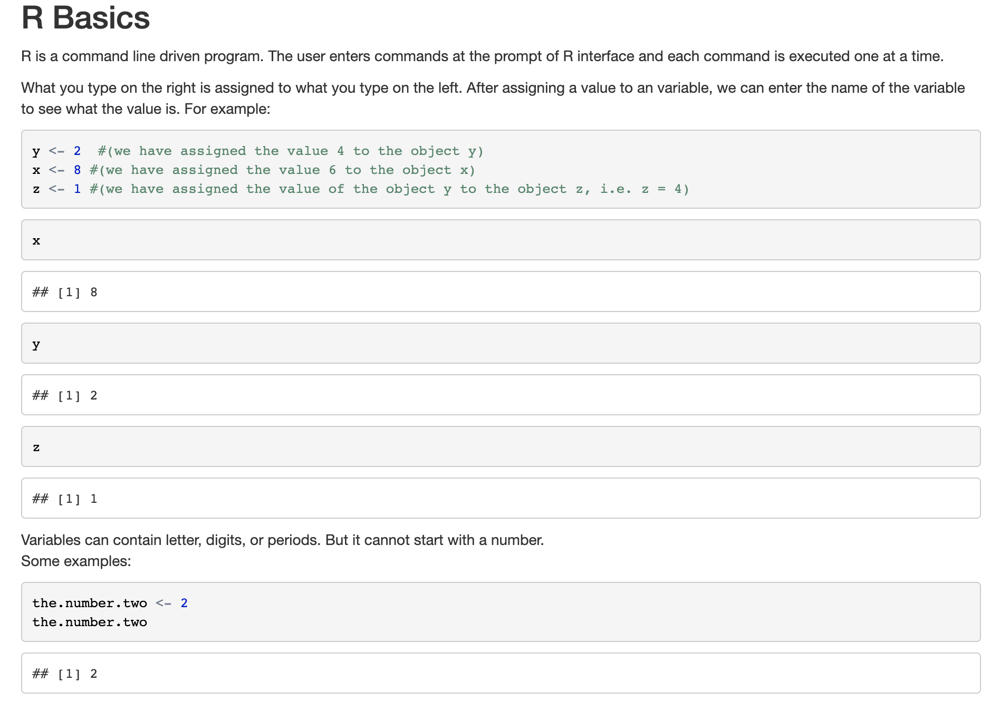 R Basics
R is a command line driven program. The user enters commands at the prompt of R interface and each command is executed one at a time.
What you type on the right is assigned to what you type on the left. After assigning a value to an variable, we can enter the name of the variable
to see what the value is. For example:
y <- 2  #(we have assigned the value 4 to the object y)
x <- 8 #(we have assigned the value 6 to the object x)
z <- 1 #(we have assigned the value of the object y to the object z, i.e. z = 4)
x
## [1] 8
y
## [1] 2
z
## [1] 1
Variables can contain letter, digits, or periods. But it cannot start with a number.
Some examples:
the.number.two <- 2
the.number.two
## [1] 2